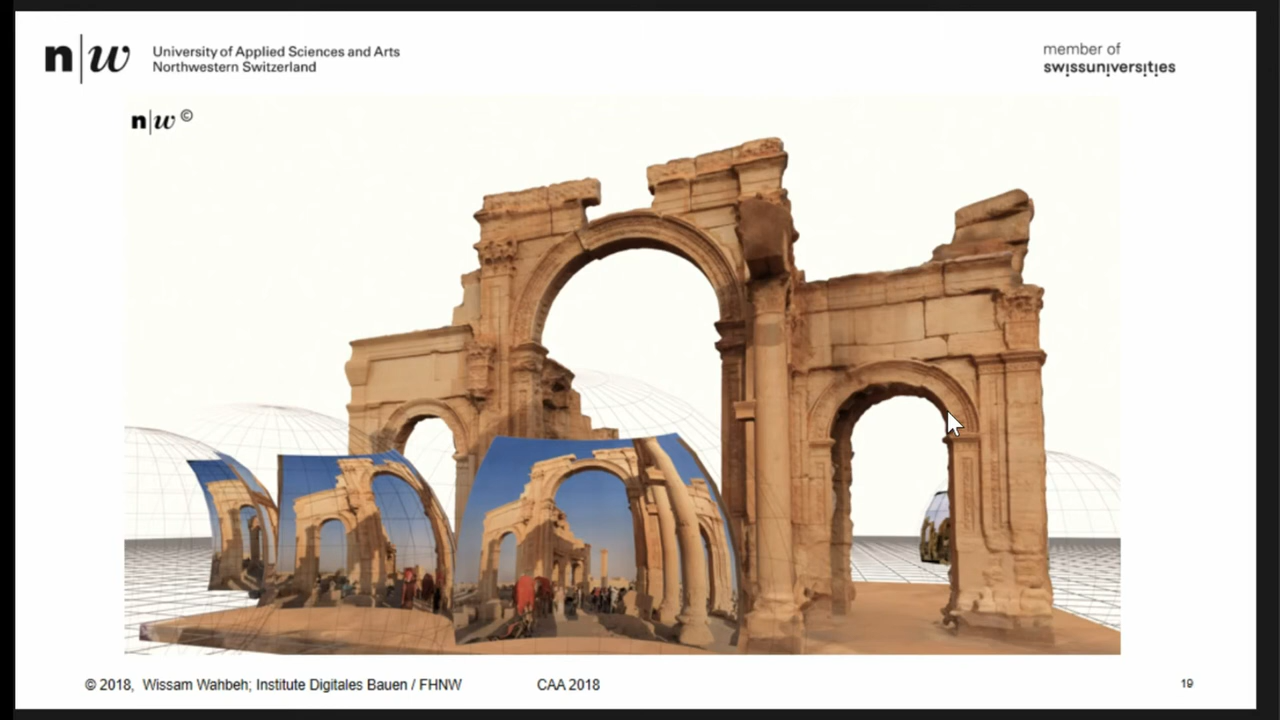 n|w University of Applied Sciences and Arts
Northwestern Switzerland
member of
swissuniversities
n|w ©
© 2018, Wissam Wahbeh; Institute Digitales Bauen / FHNW CAA 2018 19